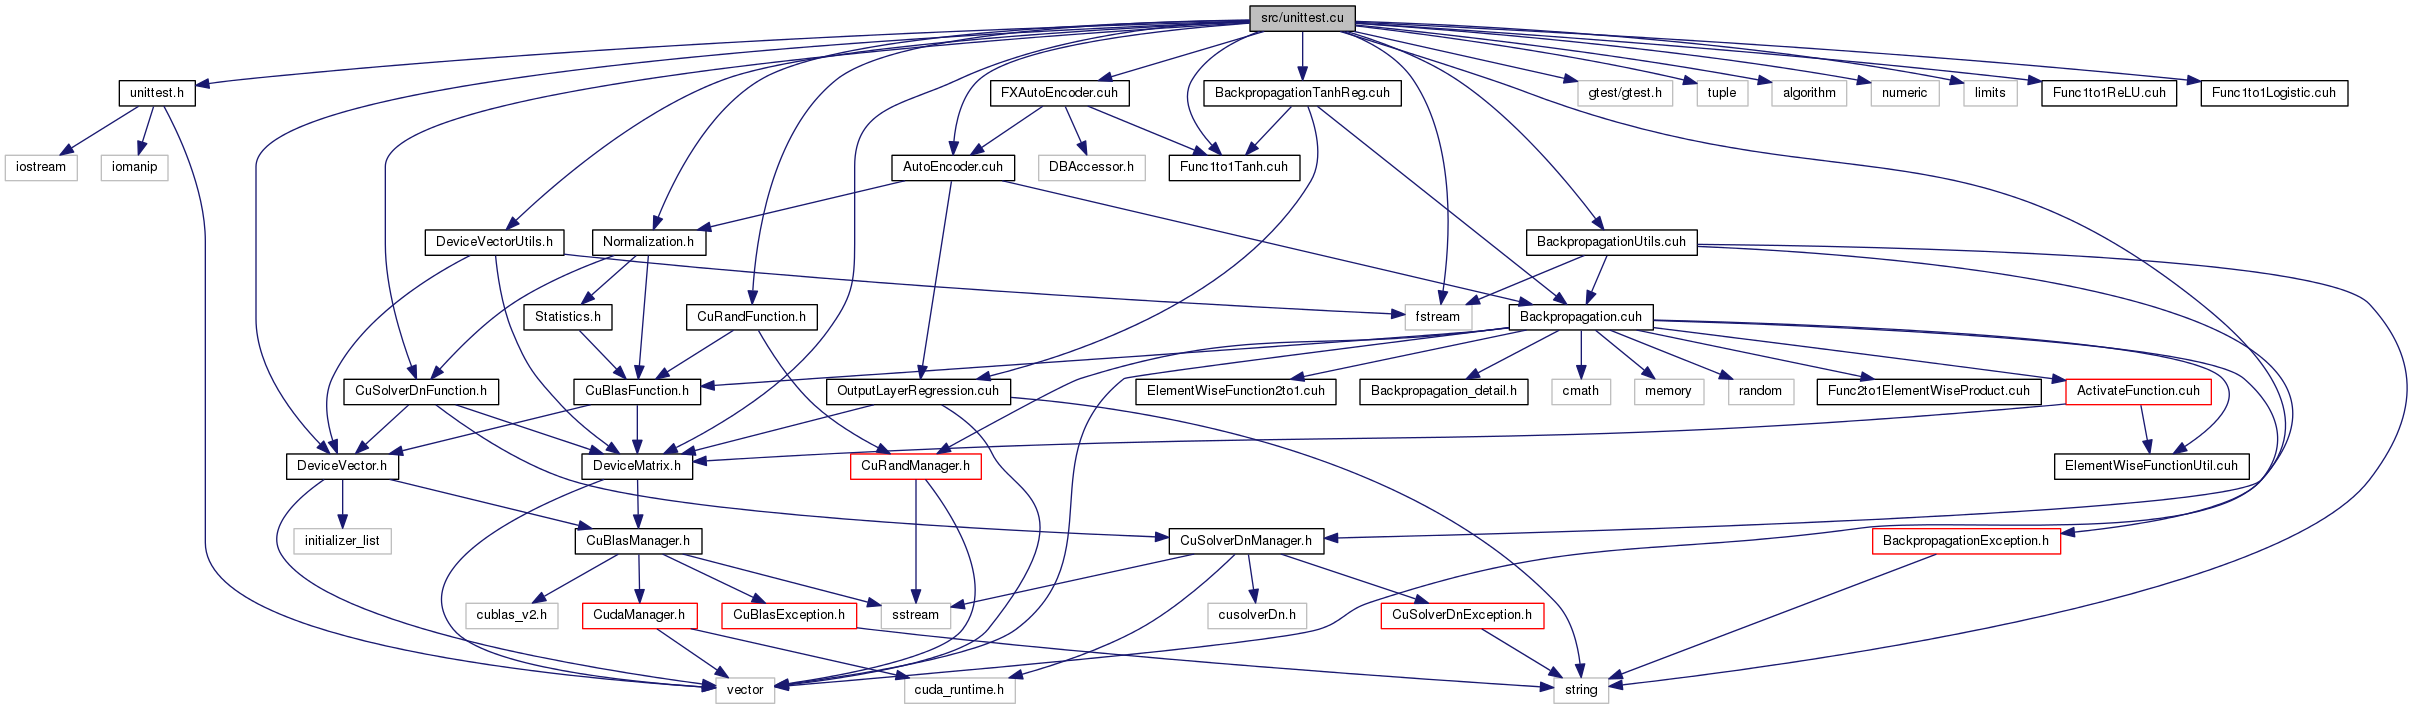 src/unittest.cu
unittest.h
FXAutoEncoder.cuh
BackpropagationTanhReg.cuh
gtest/gtest.h
tuple
algorithm
numeric
limits
Func1to1ReLU.cuh
Func1to1Logistic.cuh
iostream
iomanip
AutoEncoder.cuh
DBAccessor.h
Func1to1Tanh.cuh
DeviceVectorUtils.h
Normalization.h
BackpropagationUtils.cuh
Statistics.h
CuRandFunction.h
fstream
Backpropagation.cuh
CuSolverDnFunction.h
CuBlasFunction.h
OutputLayerRegression.cuh
ElementWiseFunction2to1.cuh
Backpropagation_detail.h
cmath
memory
random
Func2to1ElementWiseProduct.cuh
ActivateFunction.cuh
DeviceVector.h
DeviceMatrix.h
CuRandManager.h
ElementWiseFunctionUtil.cuh
initializer_list
CuBlasManager.h
CuSolverDnManager.h
BackpropagationException.h
cublas_v2.h
CudaManager.h
CuBlasException.h
sstream
cusolverDn.h
CuSolverDnException.h
vector
cuda_runtime.h
string